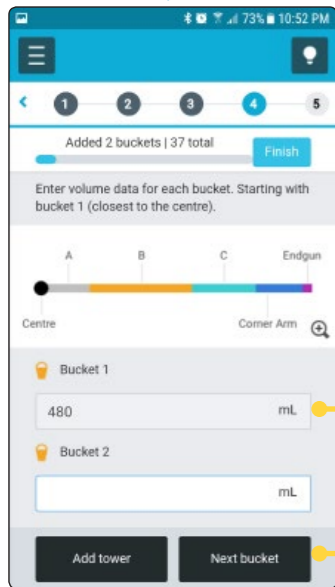 73% 10:52 PM
1 2 3 4 5
Added 2 buckets | 37 total
Finish
Enter volume data for each bucket. Starting with
bucket 1 (closest to the centre).
A B C Endgun
Centre Corner Arm
Bucket 1
480 mL
Bucket 2
mL
Add tower Next bucket